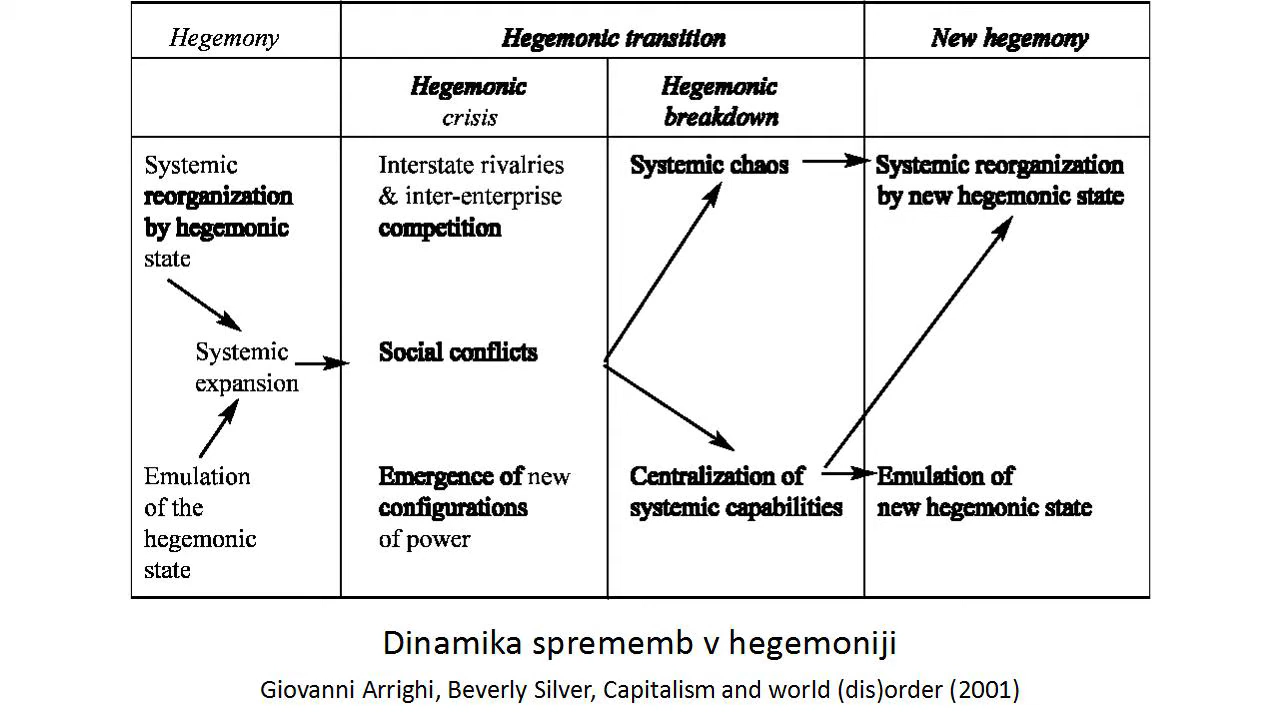 Hegemony
Hegemonic transition
New hegemony
Hegemonic
crisis
Hegemonic
breakdown
Systemic
reorganization
by hegemonic
state
Systemic
expansion
Emulation
of the
hegemonic
state
Interstate rivalries
& inter-enterprise
competition
Social conflicts
Emergence of new
configurations
of power
Systemic chaos
Centralization of
systemic capabilities
Systemic reorganization
by new hegemonic state
Emulation of
new hegemonic state
Dinamika sprememb v hegemoniji
Giovanni Arrighi, Beverly Silver, Capitalism and world (dis)order (2001)